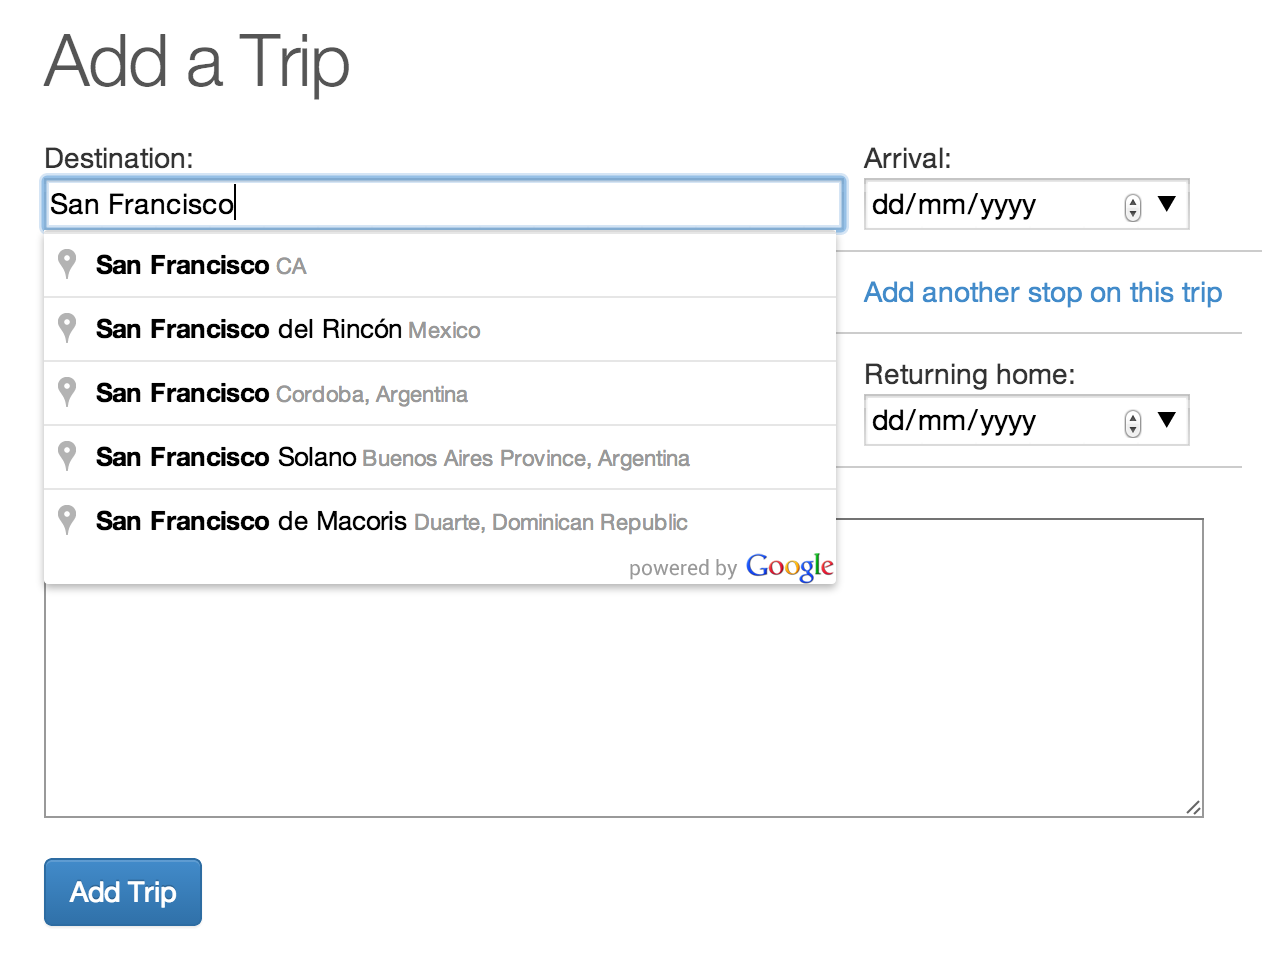 Add a Trip
Destination:
Arrival:
San Francisco
dd/mm/yyyy
San Francisco CA
Add another stop on this trip
San Francisco del Rincón Mexico
Returning home:
San Francisco Cordoba, Argentina
dd/mm/yyyy
San Francisco Solano Buenos Aires Province, Argentina
San Francisco de Macoris Duarte, Dominican Republic
powered by Google
Add Trip